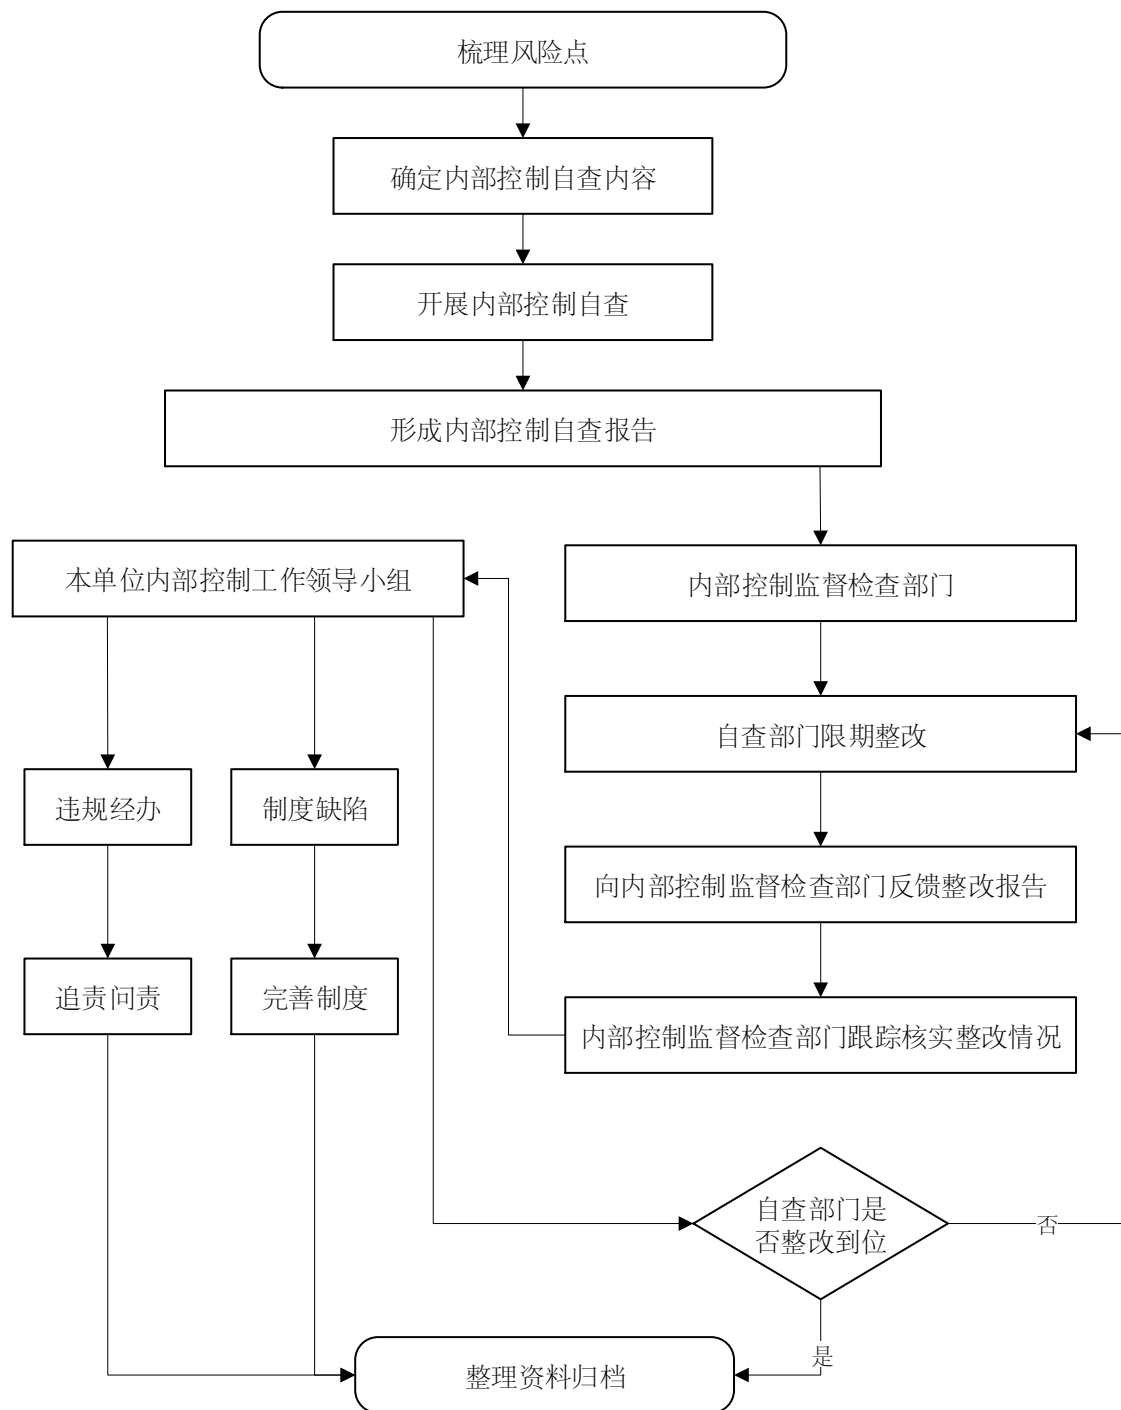 梳理风险点
确定内部控制自查内容
开展内部控制自查
形成内部控制自查报告
本单位内部控制工作领导小组
内部控制监督检查部门
自查部门限期整改
违规经办
制度缺陷
向内部控制监督检查部门反馈整改报告
追责问责
完善制度
内部控制监督检查部门跟踪核实整改情况
自查部门是
否整改到位
否
是
整理资料归档